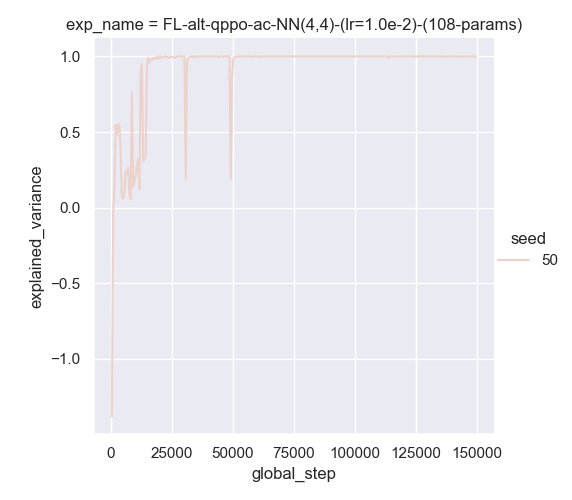 exp_name = FL-alt-qppo-ac-NN(4,4)-(lr=1.0e-2)-(108-params)
1.0
0.5
0.0
−0.5
−1.0
explained_variance
0 25000 50000 75000 100000 125000 150000
global_step
seed
50